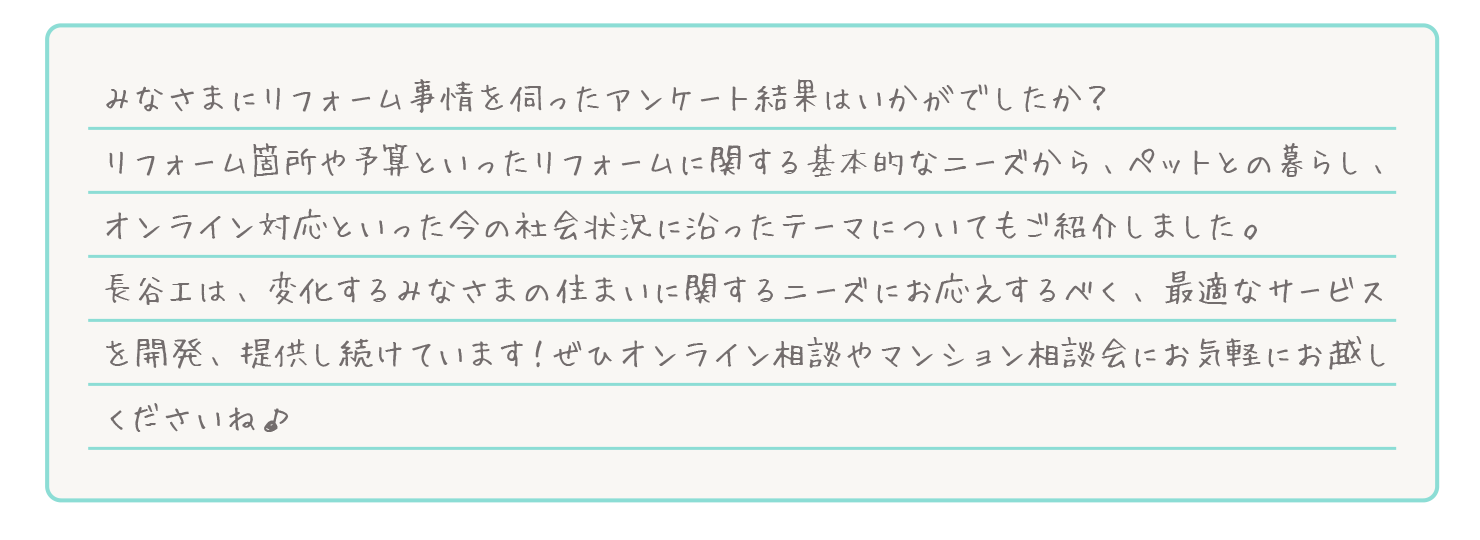 みなさまにリフォーム事情を伺ったアンケート結果はいかがでしたか？
リフォーム箇所や予算といったリフォームに関する基本的なニーズから、ペットとの暮らし、
オンライン対応といった今の社会状況に沿ったテーマについてもご紹介しました。
長谷工は、変化するみなさまの住まいに関するニーズにお応えするべく、最適なサービス
を開発、提供し続けています！ぜひオンライン相談やマンション相談会にお気軽にお越し
くださいね♪